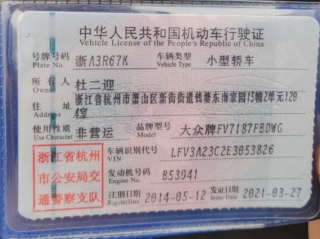 中华人民共和国机动车行驶证
Vehicle License of the People's Republic of China
号牌号码 浙A3R67K 车辆类型 小型轿车
Plate No. Vehicle Type
所有人 杜二迎
Owner
住址 浙江省杭州市萧山区新街街道钱塘东南家园15幢2单元1204室
Address
使用性质 非营运 品牌型号 大众牌FV7187FBDWG
Use Character Model
浙江省杭州市公安局交通警察支队
车辆识别代号 LFV3A23C2E3053826
VIN
发动机号码 B53941
Engine No.
注册日期 2014-05-12 发证日期 2021-03-27
Register Date Issue Date